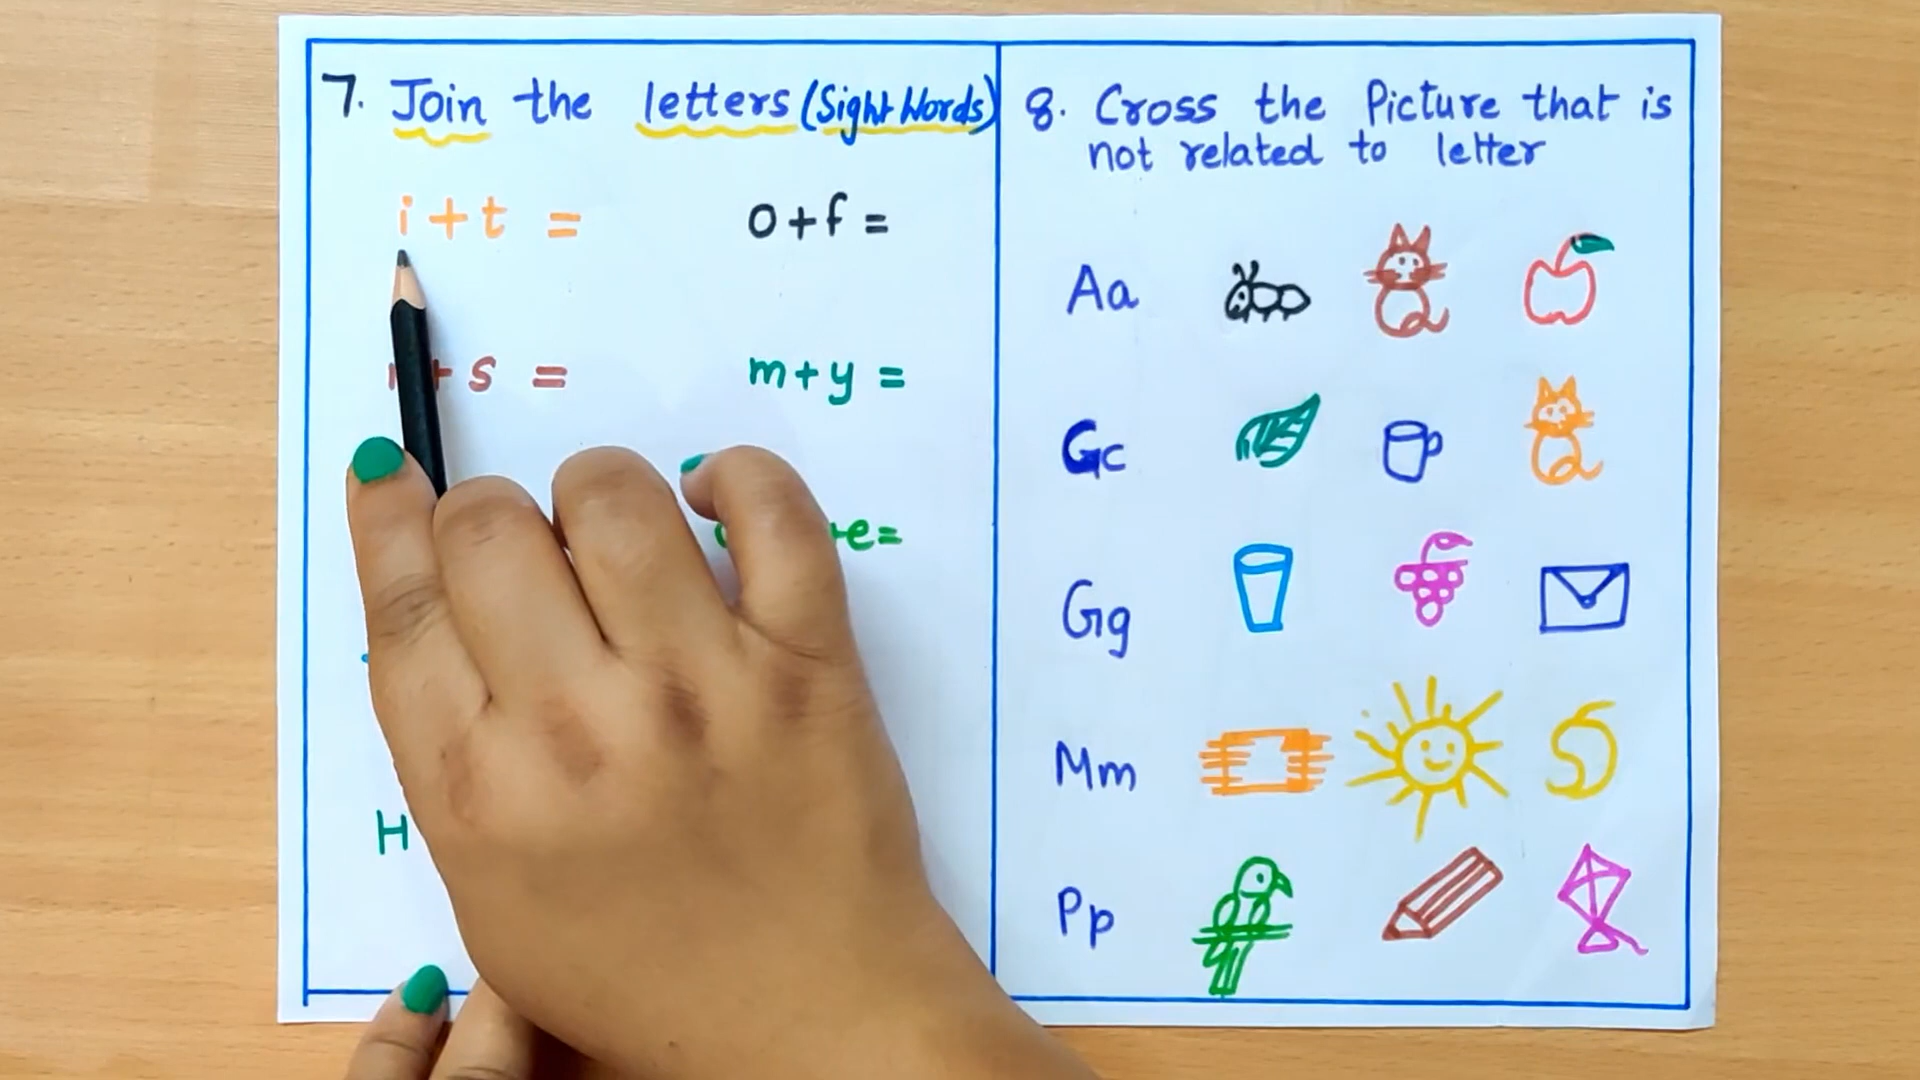 7. Join the letters (Sight Words)
i + t =
o + f =
+ s =
m + y =
+e=
H
8. Cross the Picture that is
not related to letter
Aa
Gc
Gg
Mm
Pp